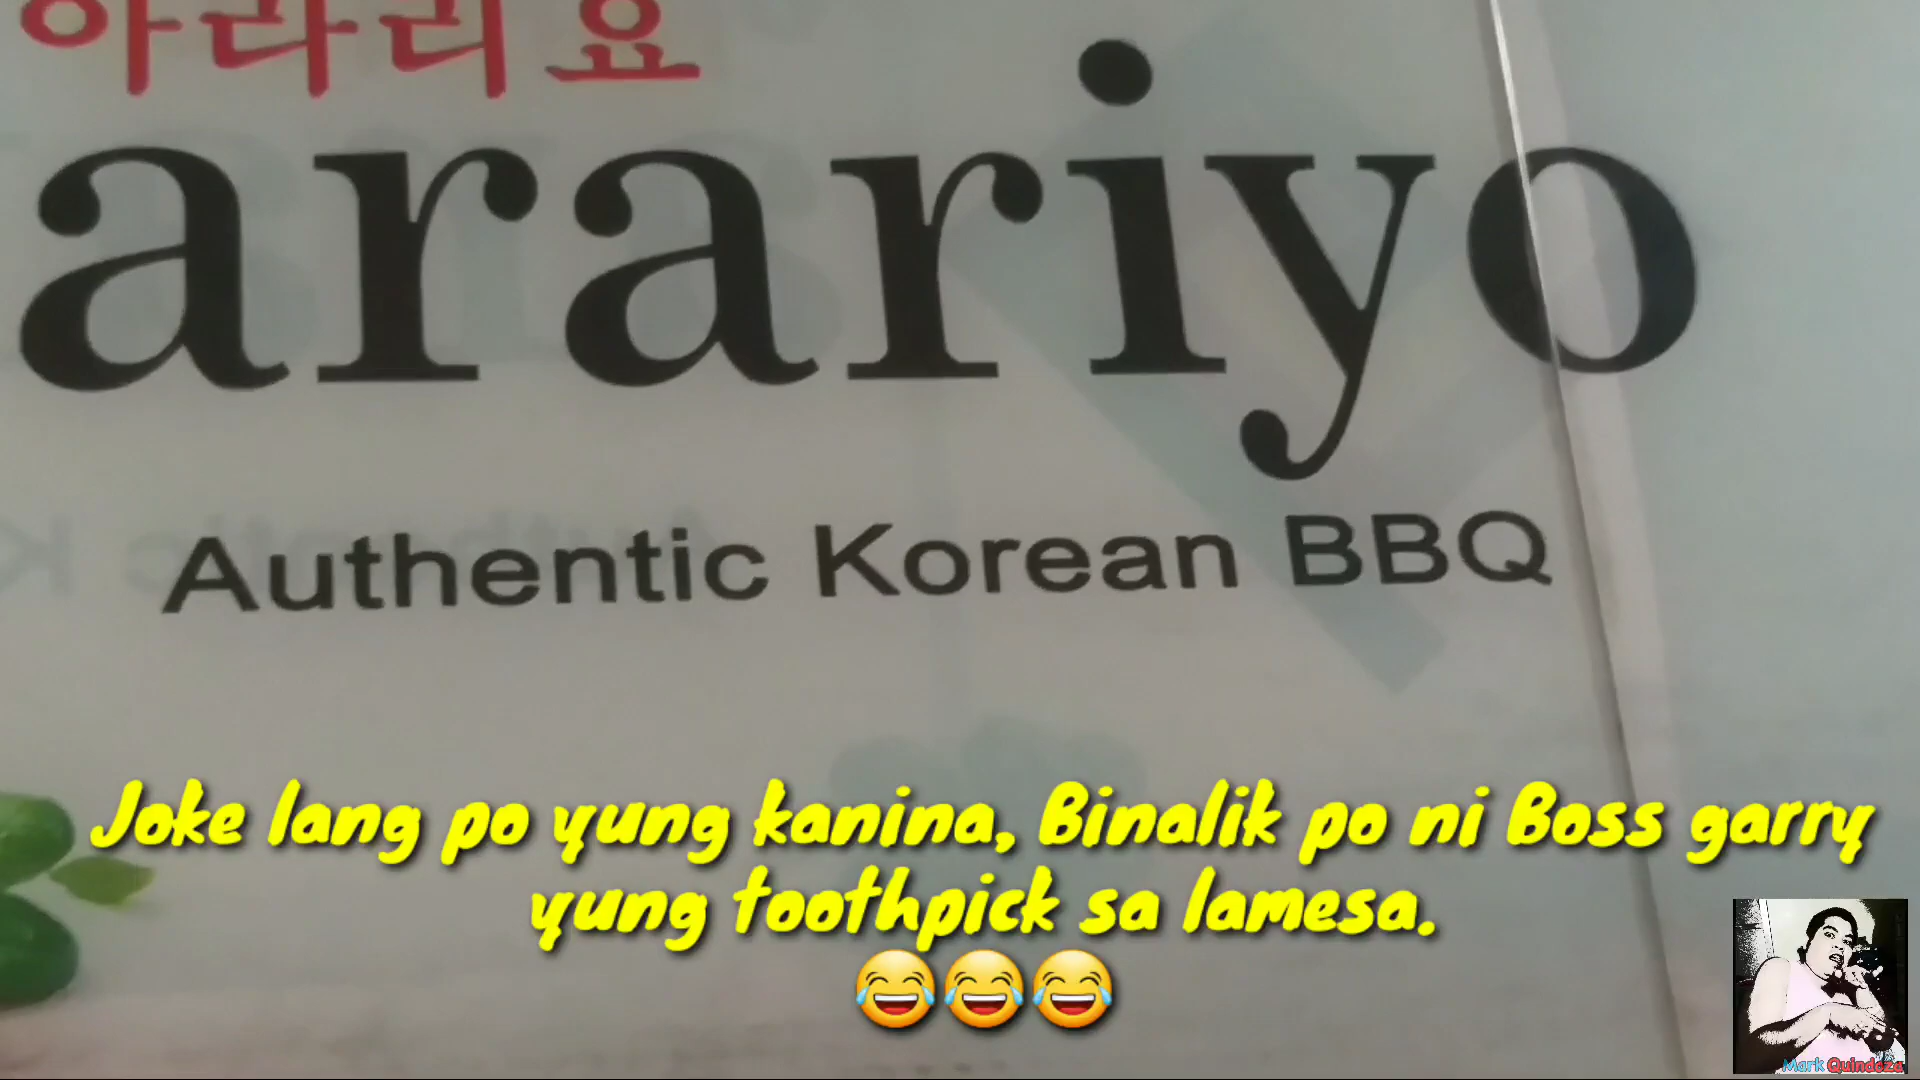 아라리요
arariyo
Authentic Korean BBQ
Joke lang po yung kanina, Binalik po ni Boss garry
yung toothpick sa lamesa.
😂😂😂
Mark Quindeza